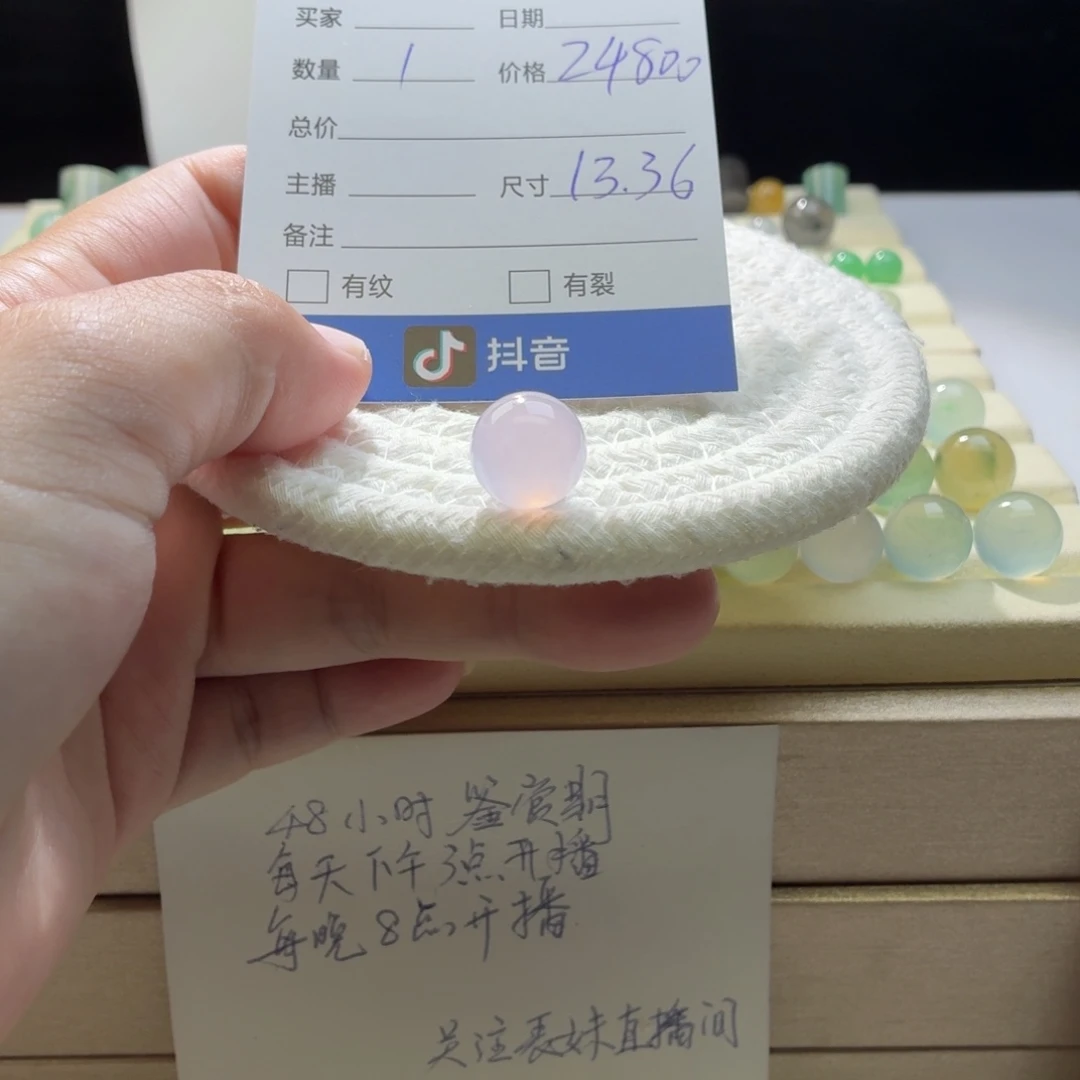 买家 日期
数量 1 价格 24800
总价
主播 尺寸 13.36
备注
有纹 有裂
抖音
48小时鉴赏期
每天下午3点开播
每晚8点开播
关注表妹直播间